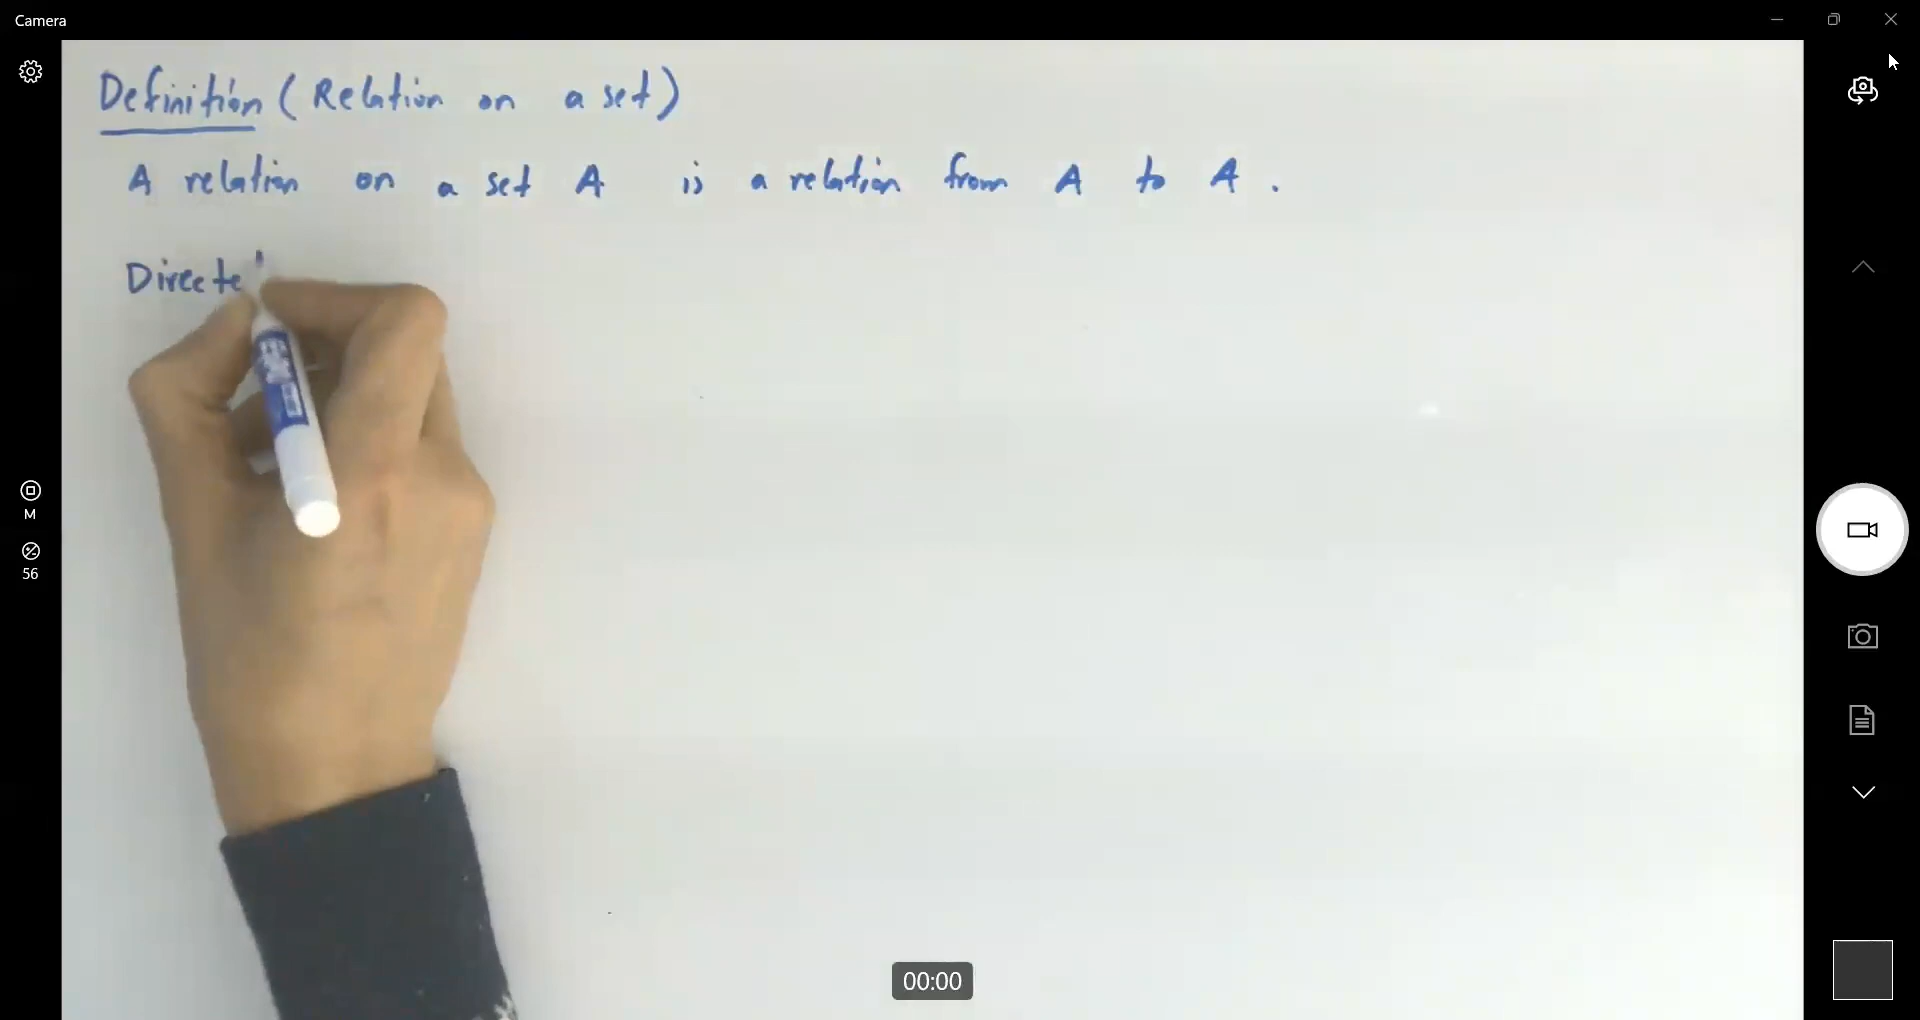 Camera
Definition (Relation on a set)
A relation on a set A is a relation from A to A.
Directe
M
56
00:00